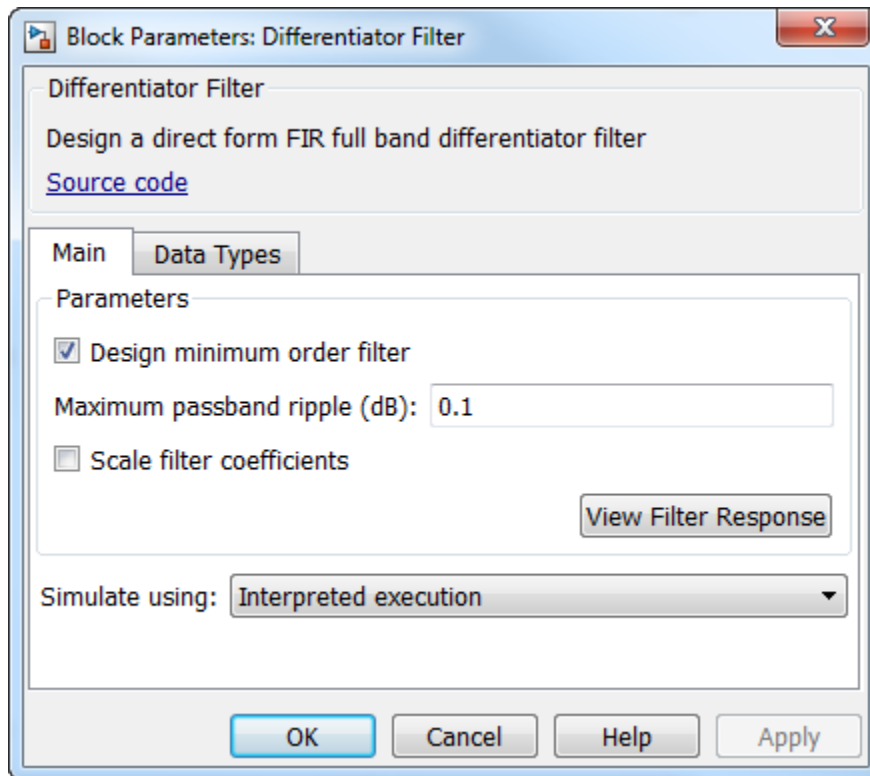 Block Parameters: Differentiator Filter
Differentiator Filter
Design a direct form FIR full band differentiator filter
Source code
Main Data Types
Parameters
Design minimum order filter
Maximum passband ripple (dB): 0.1
Scale filter coefficients
View Filter Response
Simulate using: Interpreted execution
OK Cancel Help Apply